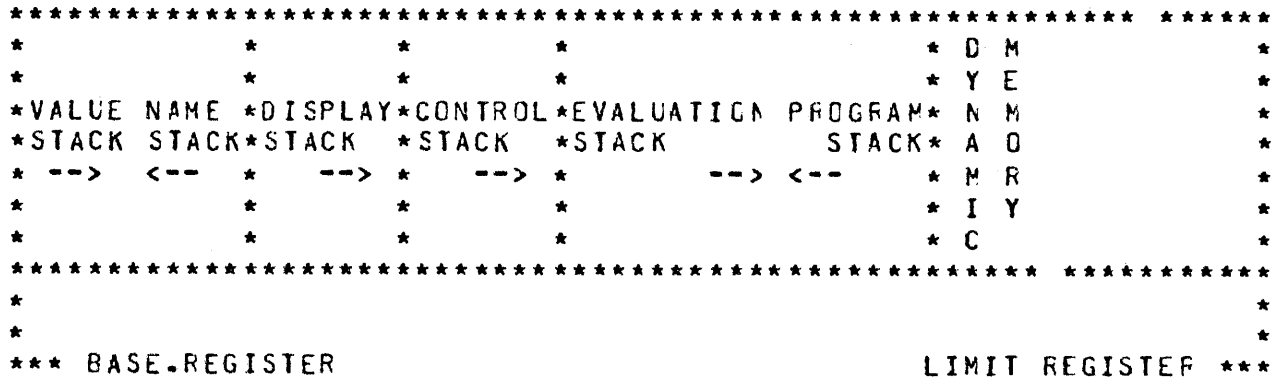 ******************************************************** ******
* * * * * D M *
* * * * * Y E *
*VALUE NAME *DISPLAY*CONTROL*EVALUATION PROGRAM* N M *
*STACK STACK*STACK *STACK *STACK STACK* A O *
* --> <-- * --> * --> * --> <-- * M R *
* * * * * I Y *
* * * * * C *
**************************************************** ***********
* *
* *
*** BASE.REGISTER LIMIT REGISTER ***